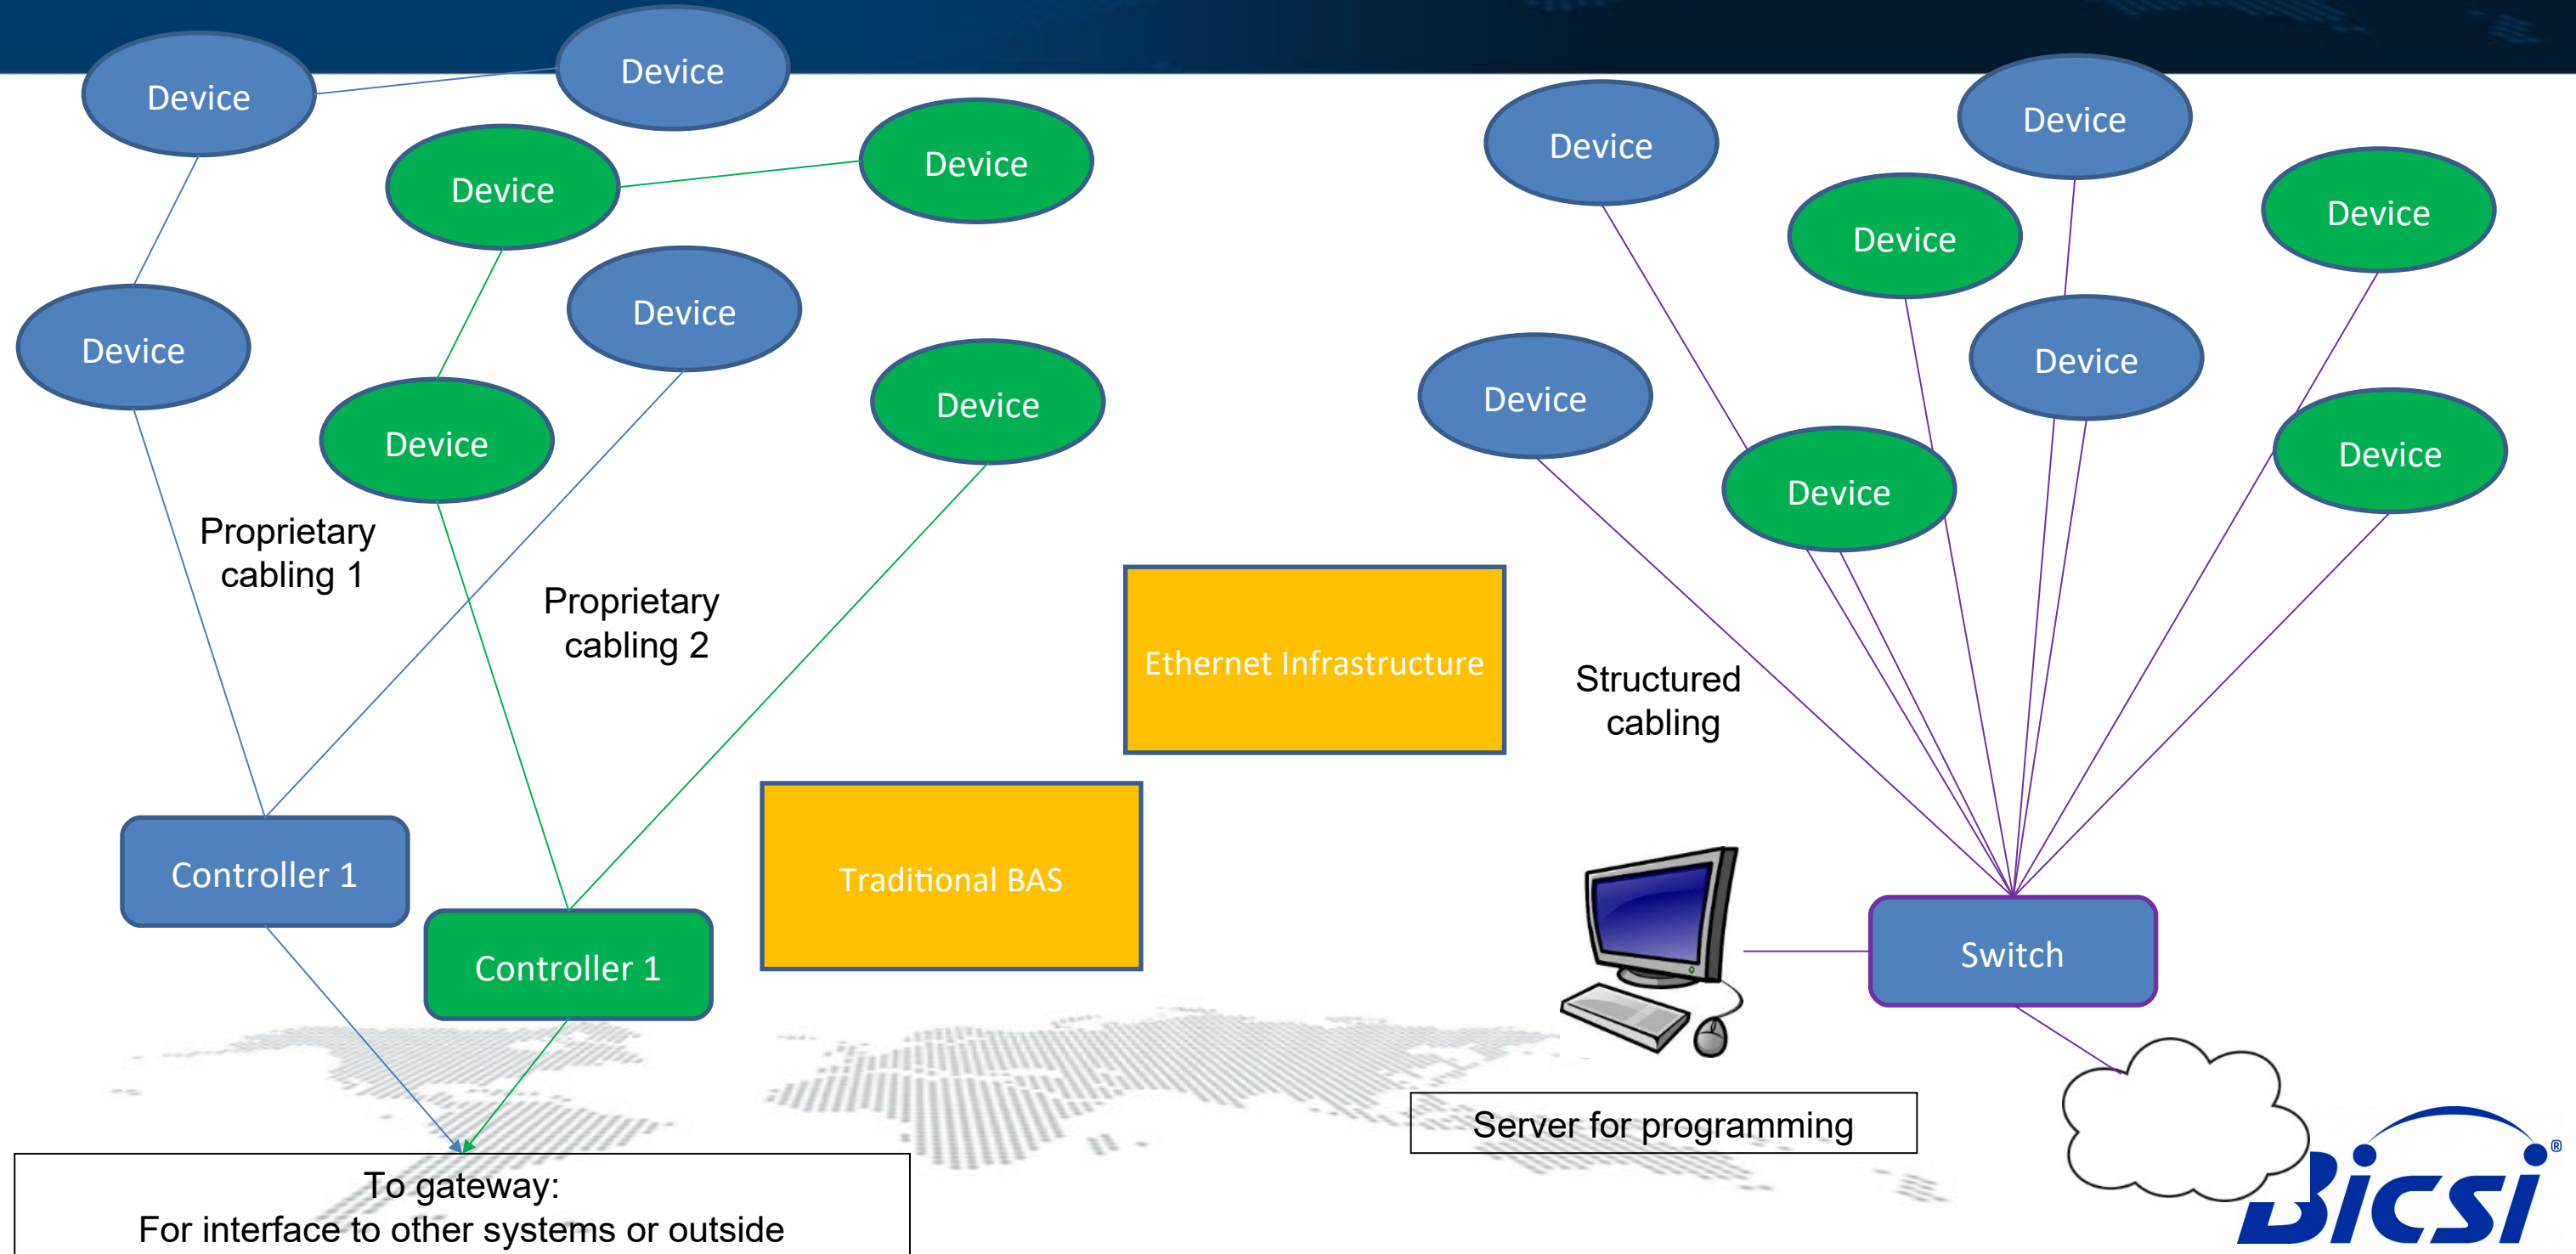 Device
Device
Device
Device
Device
Device
Device
Device
Proprietary
cabling 1
Proprietary
cabling 2
Controller 1
Controller 1
Traditional BAS
To gateway:
For interface to other systems or outside
Ethernet Infrastructure
Device
Device
Device
Device
Device
Device
Device
Device
Structured
cabling
Switch
Server for programming
Bicsi®